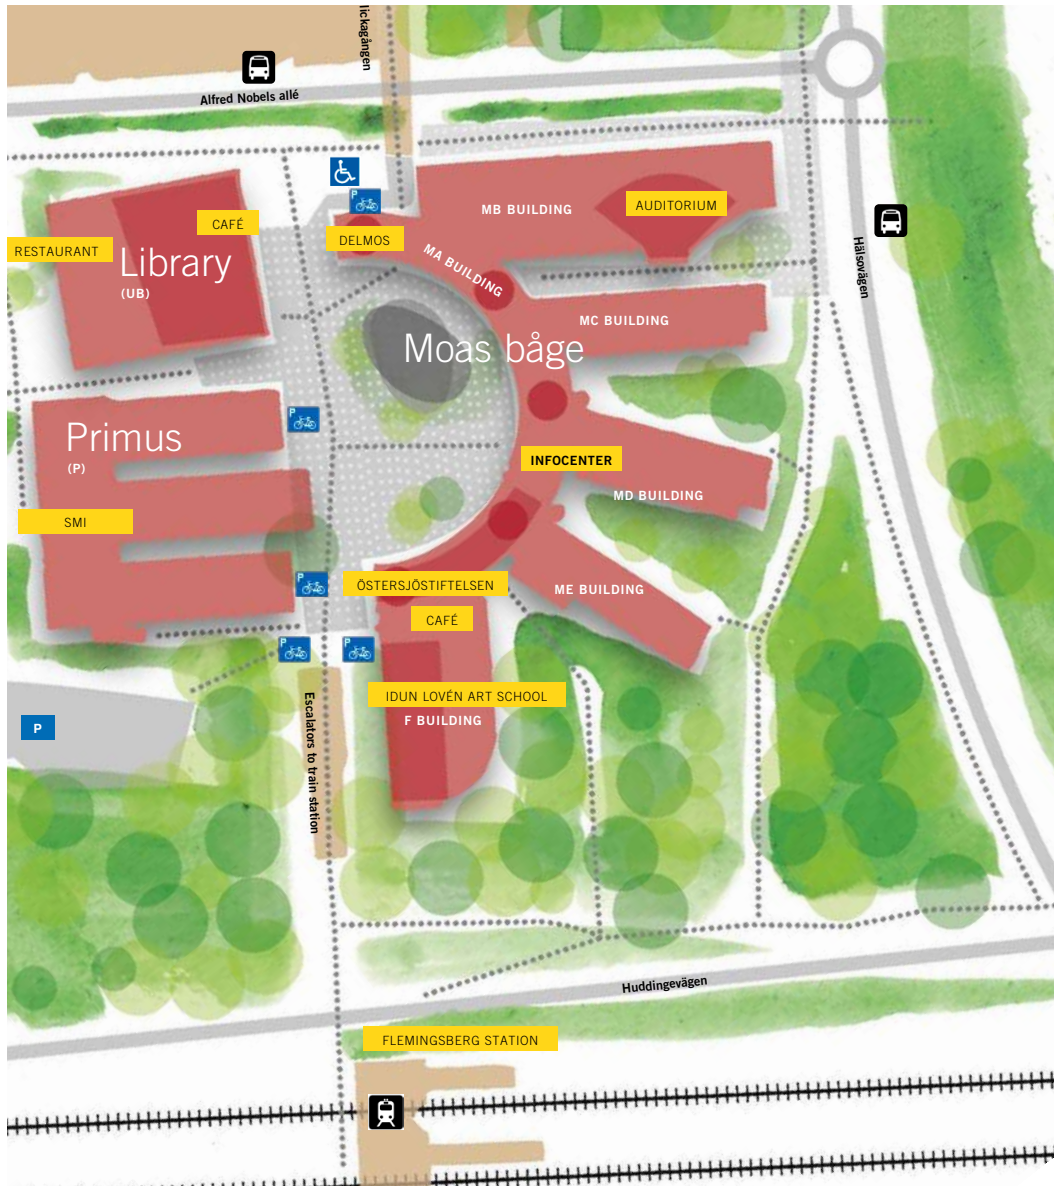 lickagången
Alfred Nobels allé
P
MB BUILDING
AUDITORIUM
CAFÉ
DELMOS
RESTAURANT
Library
(UB)
MA BUILDING
Hälsovägen
MC BUILDING
Moas båge
P
Primus
(P)
INFOCENTER
MD BUILDING
SMI
P
ÖSTERSJÖSTIFTELSEN
ME BUILDING
CAFÉ
P
P
IDUN LOVÉN ART SCHOOL
F BUILDING
P
Escalators to train station
Huddingevägen
FLEMINGSBERG STATION